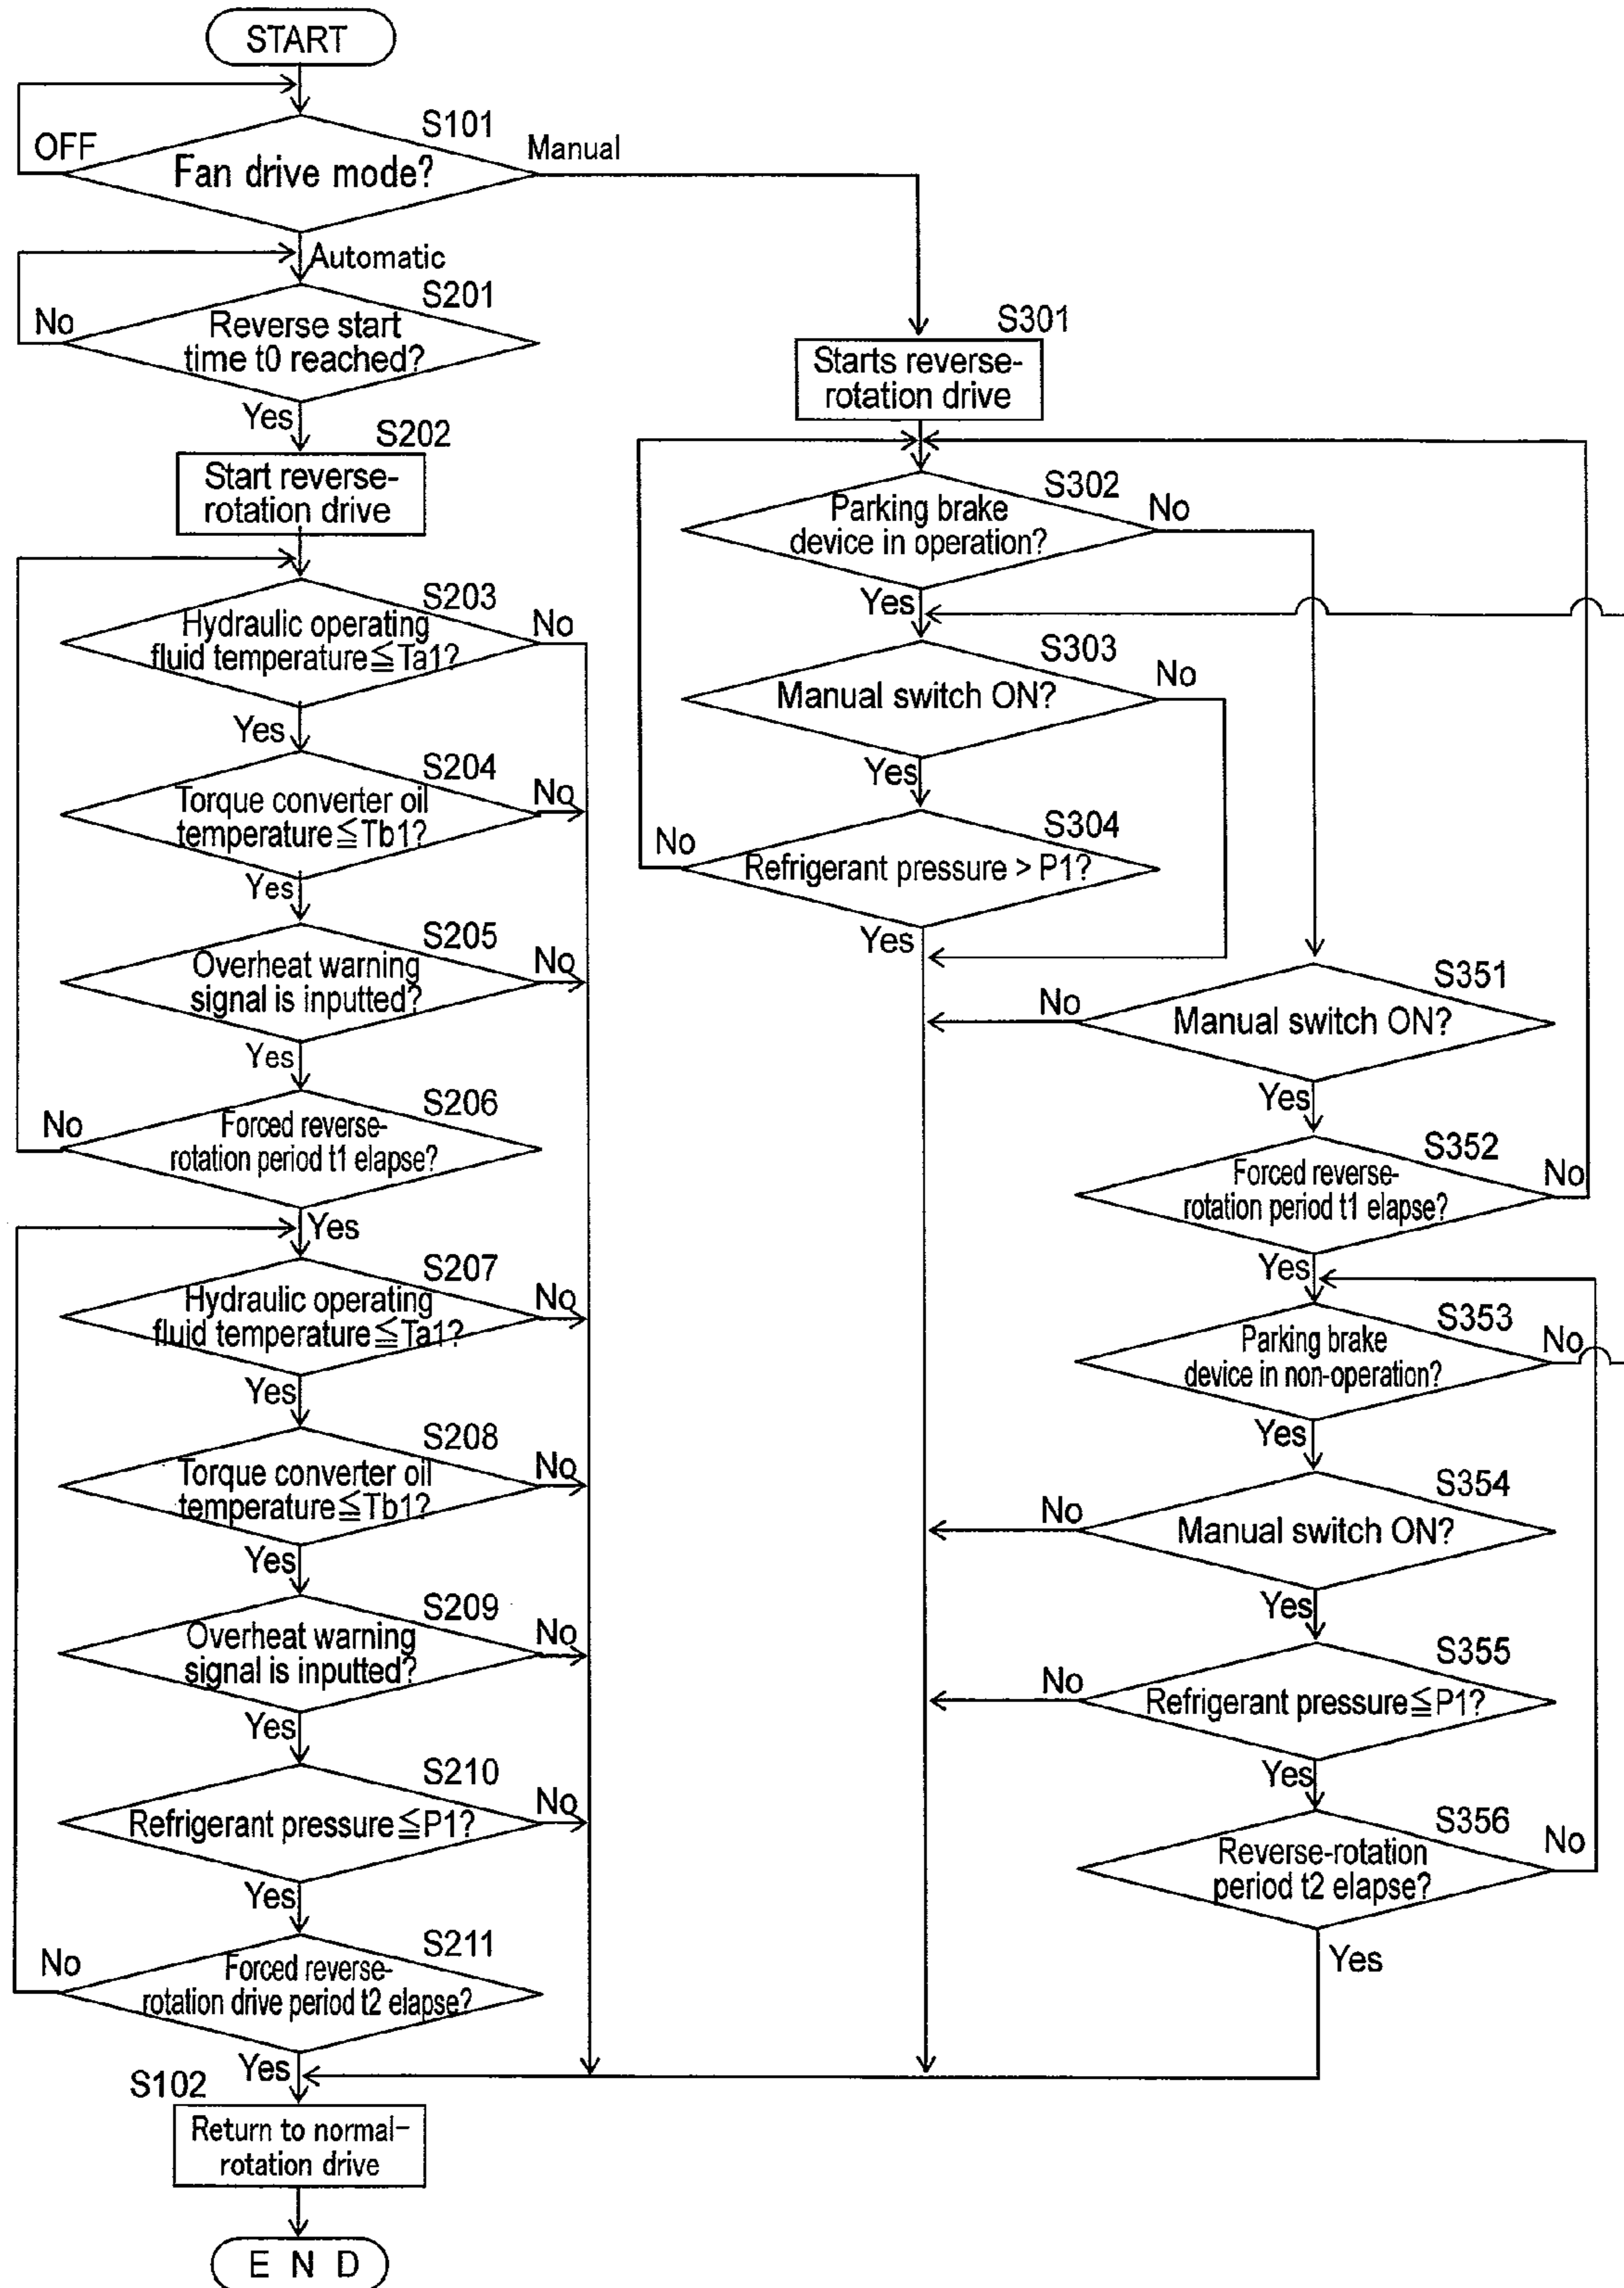 START
S101
OFF
Fan drive mode?
Manual
Automatic
S201
No
Reverse start
time t0 reached?
Yes
S202
Start reverse-
rotation drive
S203
Hydraulic operating
fluid temperature≦Ta1?
No
Yes
S204
Torque converter oil
temperature≦Tb1?
No
Yes
S205
Overheat warning
signal is inputted?
No
Yes
S206
No
Forced reverse-
rotation period t1 elapse?
Yes
S207
Hydraulic operating
fluid temperature≦Ta1?
No
Yes
S208
Torque converter oil
temperature≦Tb1?
No
Yes
S209
Overheat warning
signal is inputted?
No
Yes
S210
Refrigerant pressure≦P1?
No
Yes
S211
No
Forced reverse-
rotation drive period t2 elapse?
Yes
S102
Return to normal-
rotation drive
E N D
S301
Starts reverse-
rotation drive
S302
Parking brake
device in operation?
No
Yes
S303
Manual switch ON?
No
Yes
S304
No
Refrigerant pressure > P1?
Yes
S351
No
Manual switch ON?
Yes
S352
Forced reverse-
rotation period t1 elapse?
No
Yes
S353
Parking brake
device in non-operation?
No
Yes
S354
No
Manual switch ON?
Yes
S355
No
Refrigerant pressure≦P1?
Yes
S356
Reverse-rotation
period t2 elapse?
No
Yes